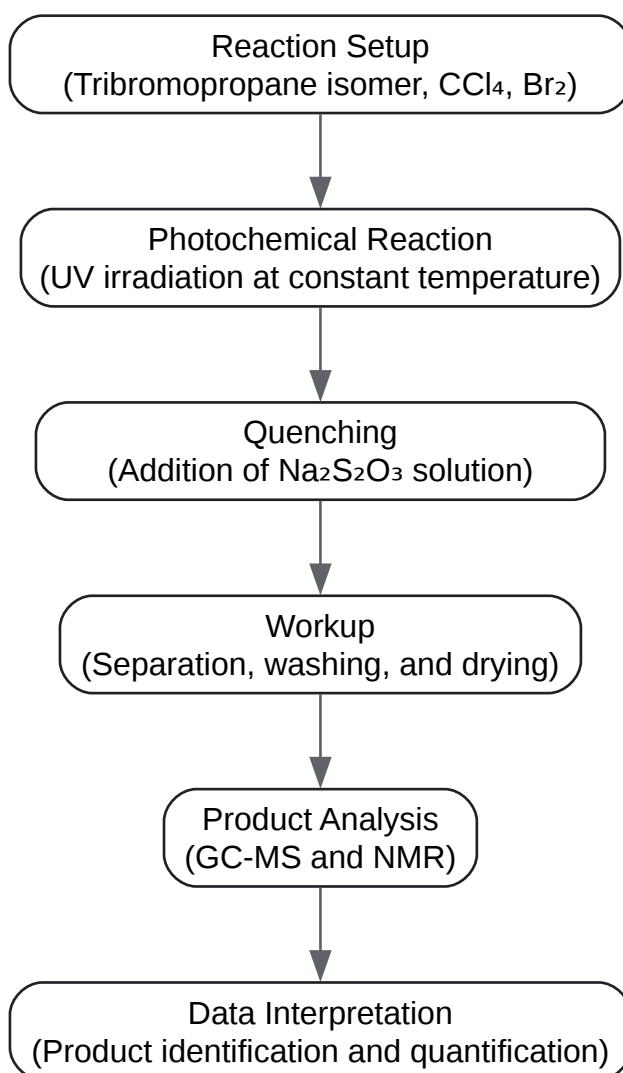 Reaction Setup
(Tribromopropane isomer, CCl₄, Br₂)
Photochemical Reaction
(UV irradiation at constant temperature)
Quenching
(Addition of Na₂S₂O₃ solution)
Workup
(Separation, washing, and drying)
Product Analysis
(GC-MS and NMR)
Data Interpretation
(Product identification and quantification)